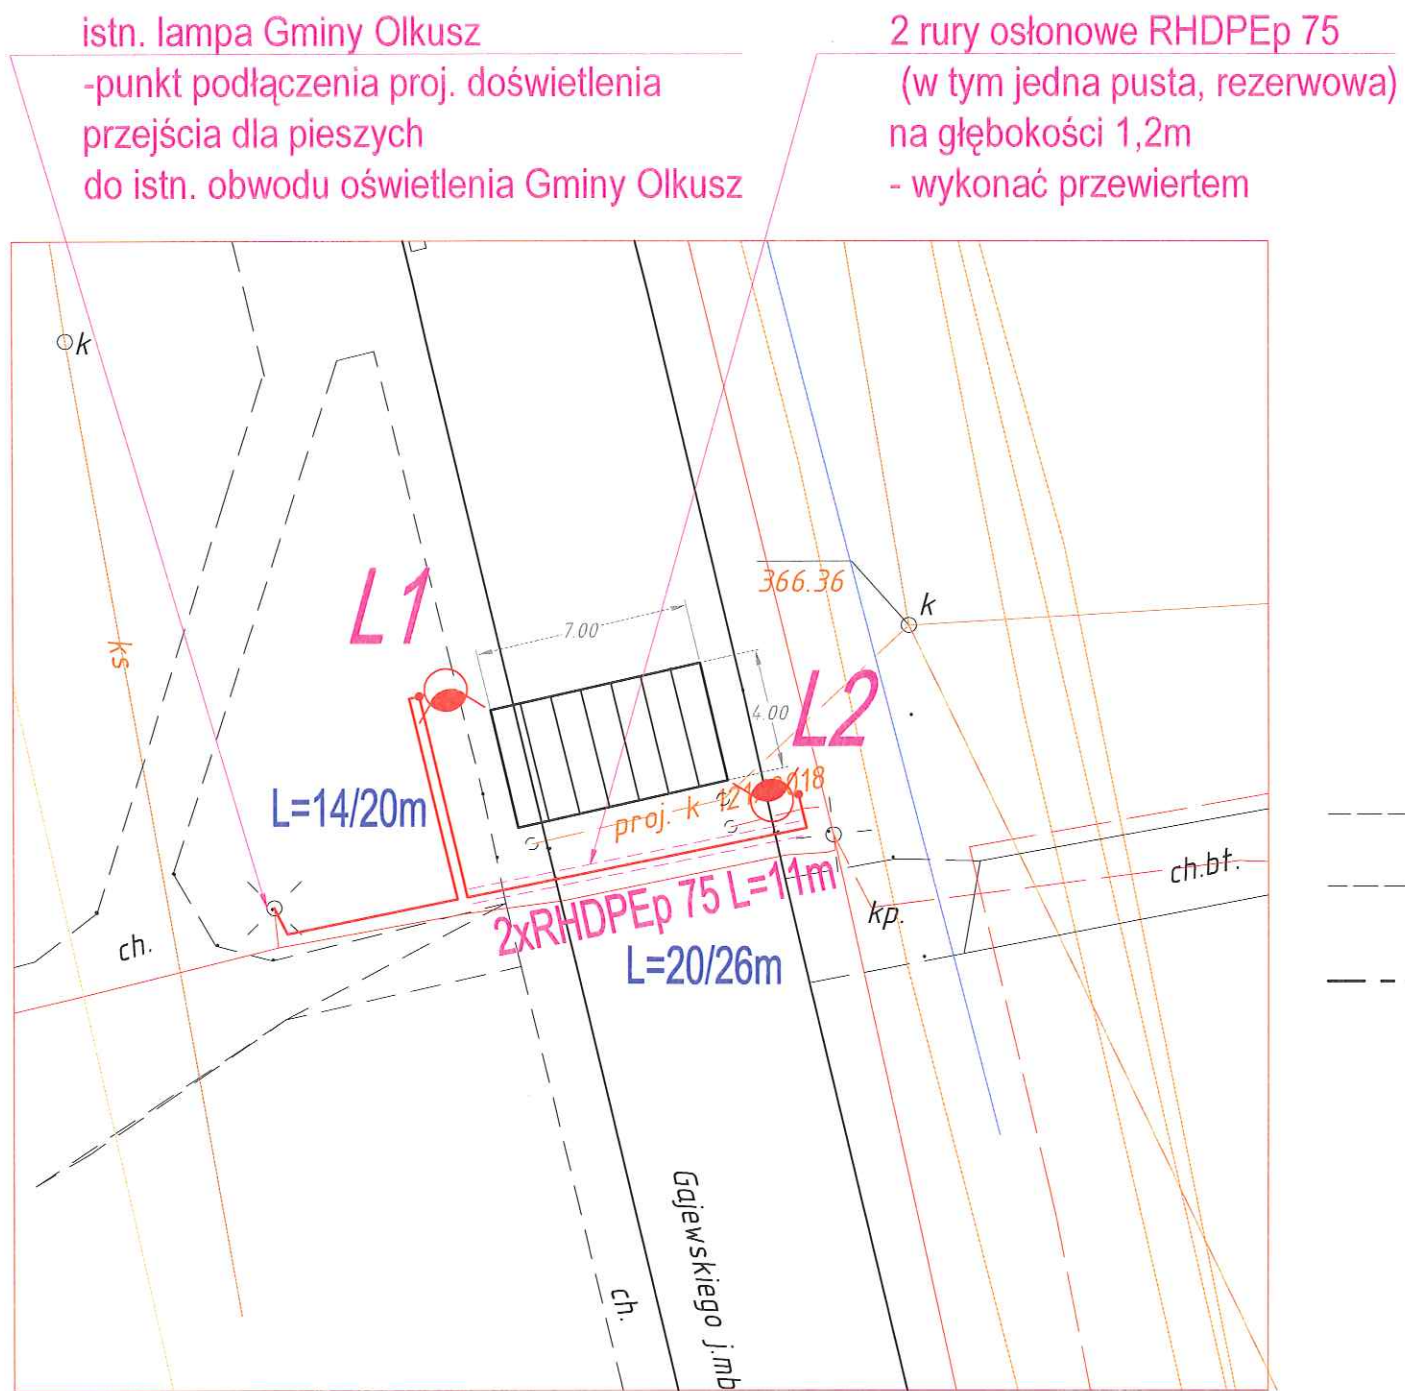 istn. lampa Gminy Olkusz
-punkt podłączenia proj. doświetlenia
przejścia dla pieszych
do istn. obwodu oświetlenia Gminy Olkusz
2 rury osłonowe RHDPEp 75
(w tym jedna pusta, rezerwowa)
na głębokości 1,2m
- wykonać przewiertem
k
366.36
k
L1
7.00
ks
L2
4.00
L=14/20m
proj. k
ch.bt.
kp.
ch.
2xRHDPEp 75 L=11m
L=20/26m
Gajewskiego j.mb
ch.